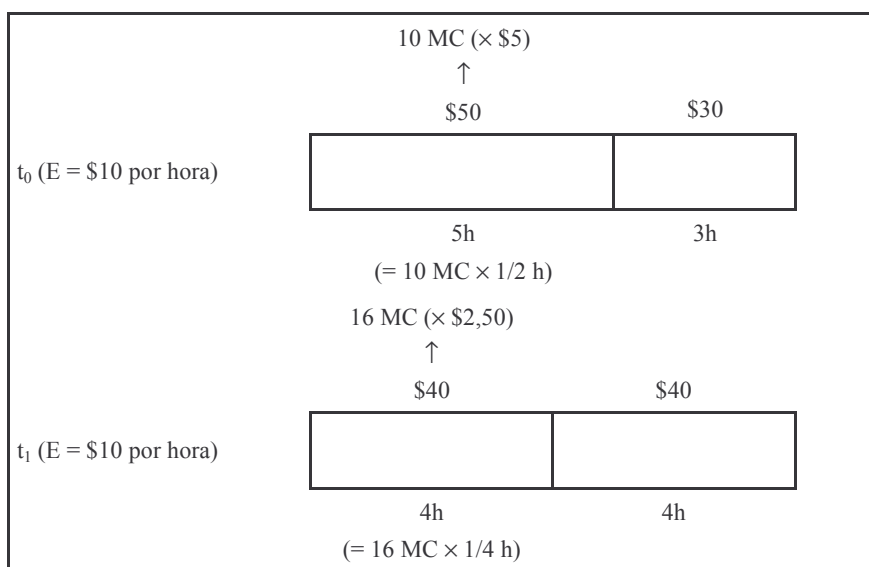 10 MC (× $5)
↑
$50 $30
t₀ (E = $10 por hora)
5h 3h
(= 10 MC × 1/2 h)
16 MC (× $2,50)
↑
$40 $40
t₁ (E = $10 por hora)
4h 4h
(= 16 MC × 1/4 h)